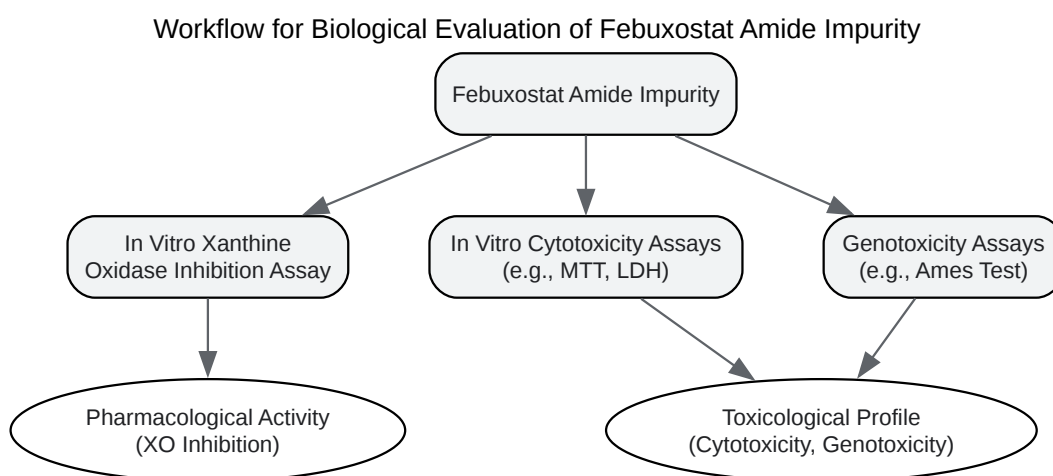 Workflow for Biological Evaluation of Febuxostat Amide Impurity
Febuxostat Amide Impurity
In Vitro Xanthine
Oxidase Inhibition Assay
In Vitro Cytotoxicity Assays
(e.g., MTT, LDH)
Genotoxicity Assays
(e.g., Ames Test)
Pharmacological Activity
(XO Inhibition)
Toxicological Profile
(Cytotoxicity, Genotoxicity)